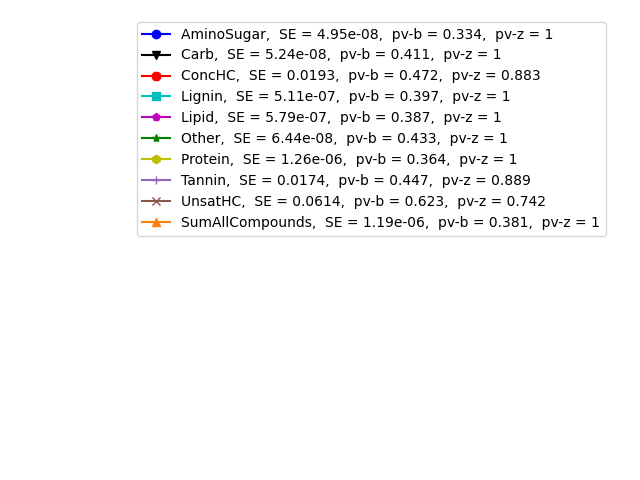 AminoSugar,  SE = 4.95e-08,  pv-b = 0.334,  pv-z = 1
Carb,  SE = 5.24e-08,  pv-b = 0.411,  pv-z = 1
ConcHC,  SE = 0.0193,  pv-b = 0.472,  pv-z = 0.883
Lignin,  SE = 5.11e-07,  pv-b = 0.397,  pv-z = 1
Lipid,  SE = 5.79e-07,  pv-b = 0.387,  pv-z = 1
Other,  SE = 6.44e-08,  pv-b = 0.433,  pv-z = 1
Protein,  SE = 1.26e-06,  pv-b = 0.364,  pv-z = 1
Tannin,  SE = 0.0174,  pv-b = 0.447,  pv-z = 0.889
UnsatHC,  SE = 0.0614,  pv-b = 0.623,  pv-z = 0.742
SumAllCompounds,  SE = 1.19e-06,  pv-b = 0.381,  pv-z = 1